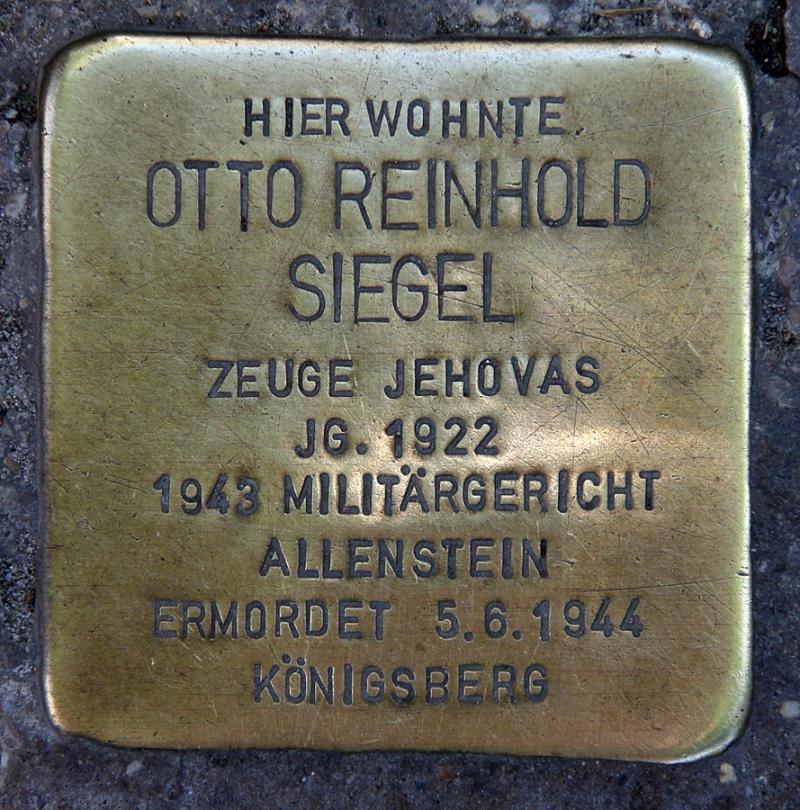 HIER WOHNTE
OTTO REINHOLD
SIEGEL
ZEUGE JEHOVAS
JG. 1922
1943 MILITÄRGERICHT
ALLENSTEIN
ERMORDET 5.6.1944
KÖNIGSBERG